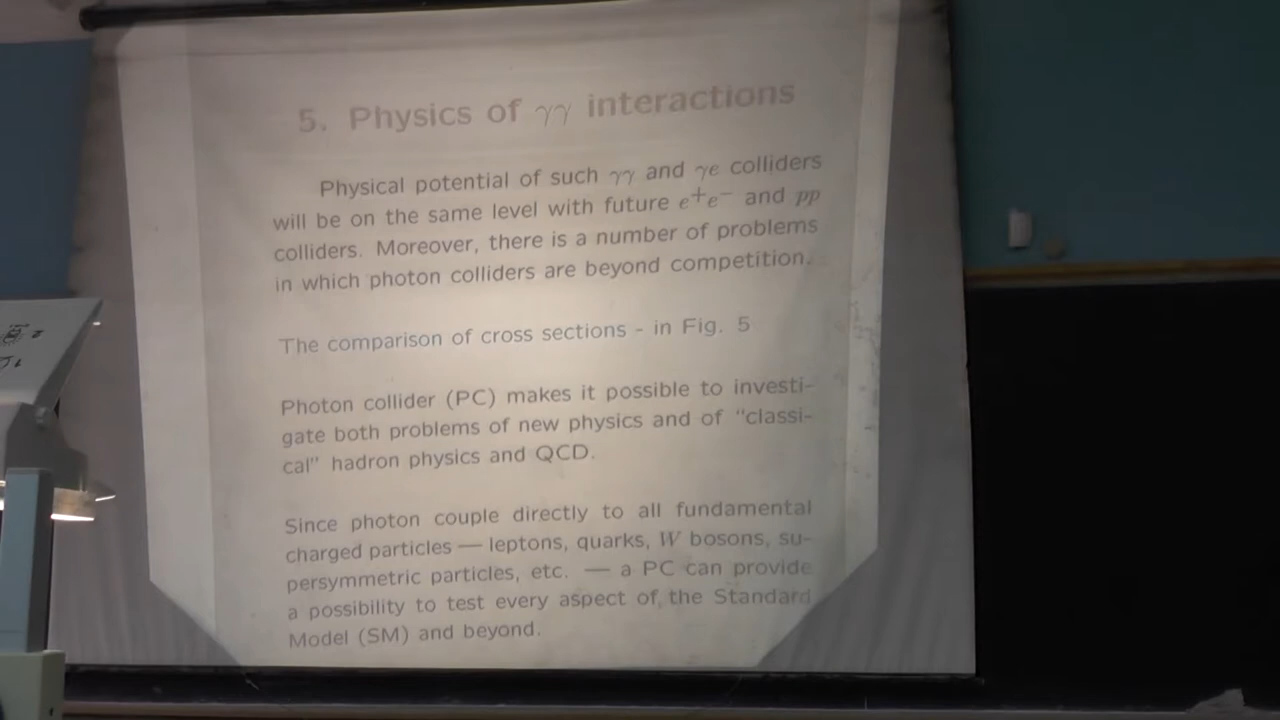 5. Physics of γγ interactions
Physical potential of such γγ and γe colliders
will be on the same level with future e⁺e⁻ and pp
colliders. Moreover, there is a number of problems
in which photon colliders are beyond competition.
The comparison of cross sections - in Fig. 5
Photon collider (PC) makes it possible to investi-
gate both problems of new physics and of "classi-
cal" hadron physics and QCD.
Since photon couple directly to all fundamental
charged particles — leptons, quarks, W bosons, su-
persymmetric particles, etc. — a PC can provide
a possibility to test every aspect of the Standard
Model (SM) and beyond.